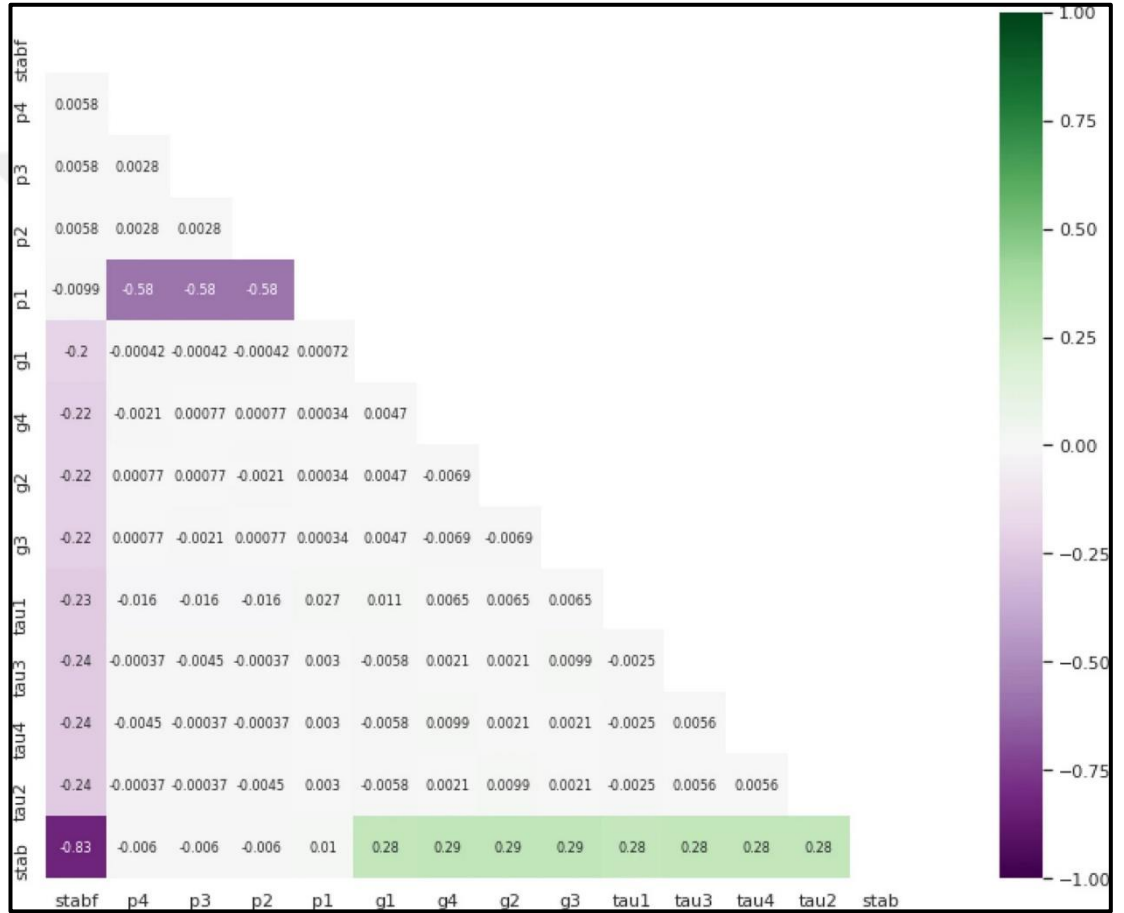 1.00
stabf
p4 0.0058
0.75
p3 0.0058 0.0028
p2 0.0058 0.0028 0.0028
0.50
p1 -0.0099 -0.58 -0.58 -0.58
0.25
g1 -0.2 -0.00042 -0.00042 -0.00042 0.00072
g4 -0.22 -0.0021 0.00077 0.00077 0.00034 0.0047
0.00
g2 -0.22 0.00077 0.00077 -0.0021 0.00034 0.0047 -0.0069
g3 -0.22 0.00077 -0.0021 0.00077 0.00034 0.0047 -0.0069 -0.0069
-0.25
tau1 -0.23 -0.016 -0.016 -0.016 0.027 0.011 0.0065 0.0065 0.0065
tau3 -0.24 -0.00037 -0.0045 -0.00037 0.003 -0.0058 0.0021 0.0021 0.0099 -0.0025
-0.50
tau4 -0.24 -0.0045 -0.00037 -0.00037 0.003 -0.0058 0.0099 0.0021 0.0021 -0.0025 0.0056
-0.75
tau2 -0.24 -0.00037 -0.00037 -0.0045 0.003 -0.0058 0.0021 0.0099 0.0021 -0.0025 0.0056 0.0056
stab -0.83 -0.006 -0.006 -0.006 0.01 0.28 0.29 0.29 0.29 0.28 0.28 0.28 0.28
-1.00
stabf p4 p3 p2 p1 g1 g4 g2 g3 tau1 tau3 tau4 tau2 stab